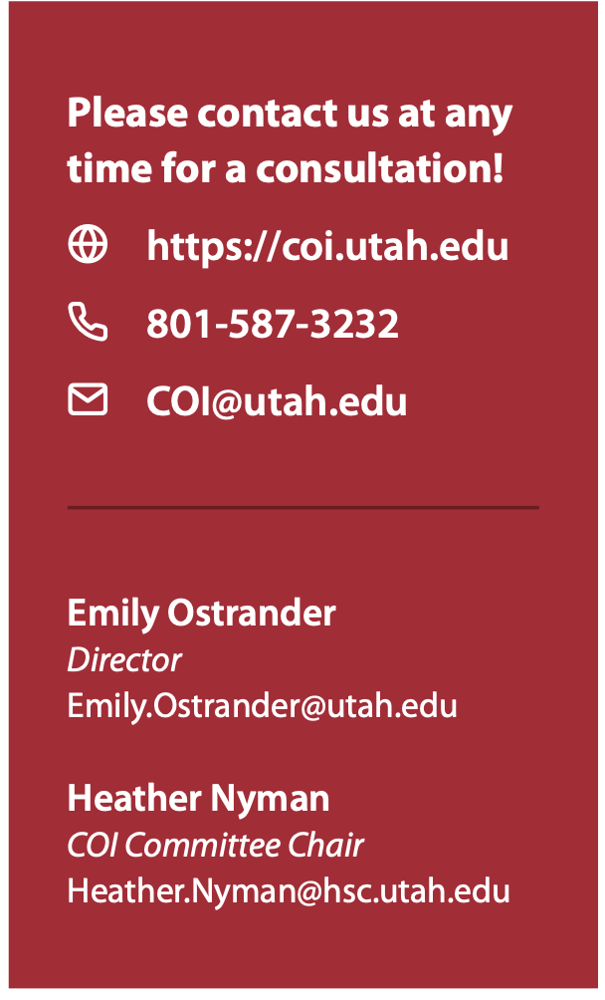 Please contact us at any
time for a consultation!
https://coi.utah.edu
801-587-3232
COI@utah.edu
Emily Ostrander
Director
Emily.Ostrander@utah.edu
Heather Nyman
COI Committee Chair
Heather.Nyman@hsc.utah.edu